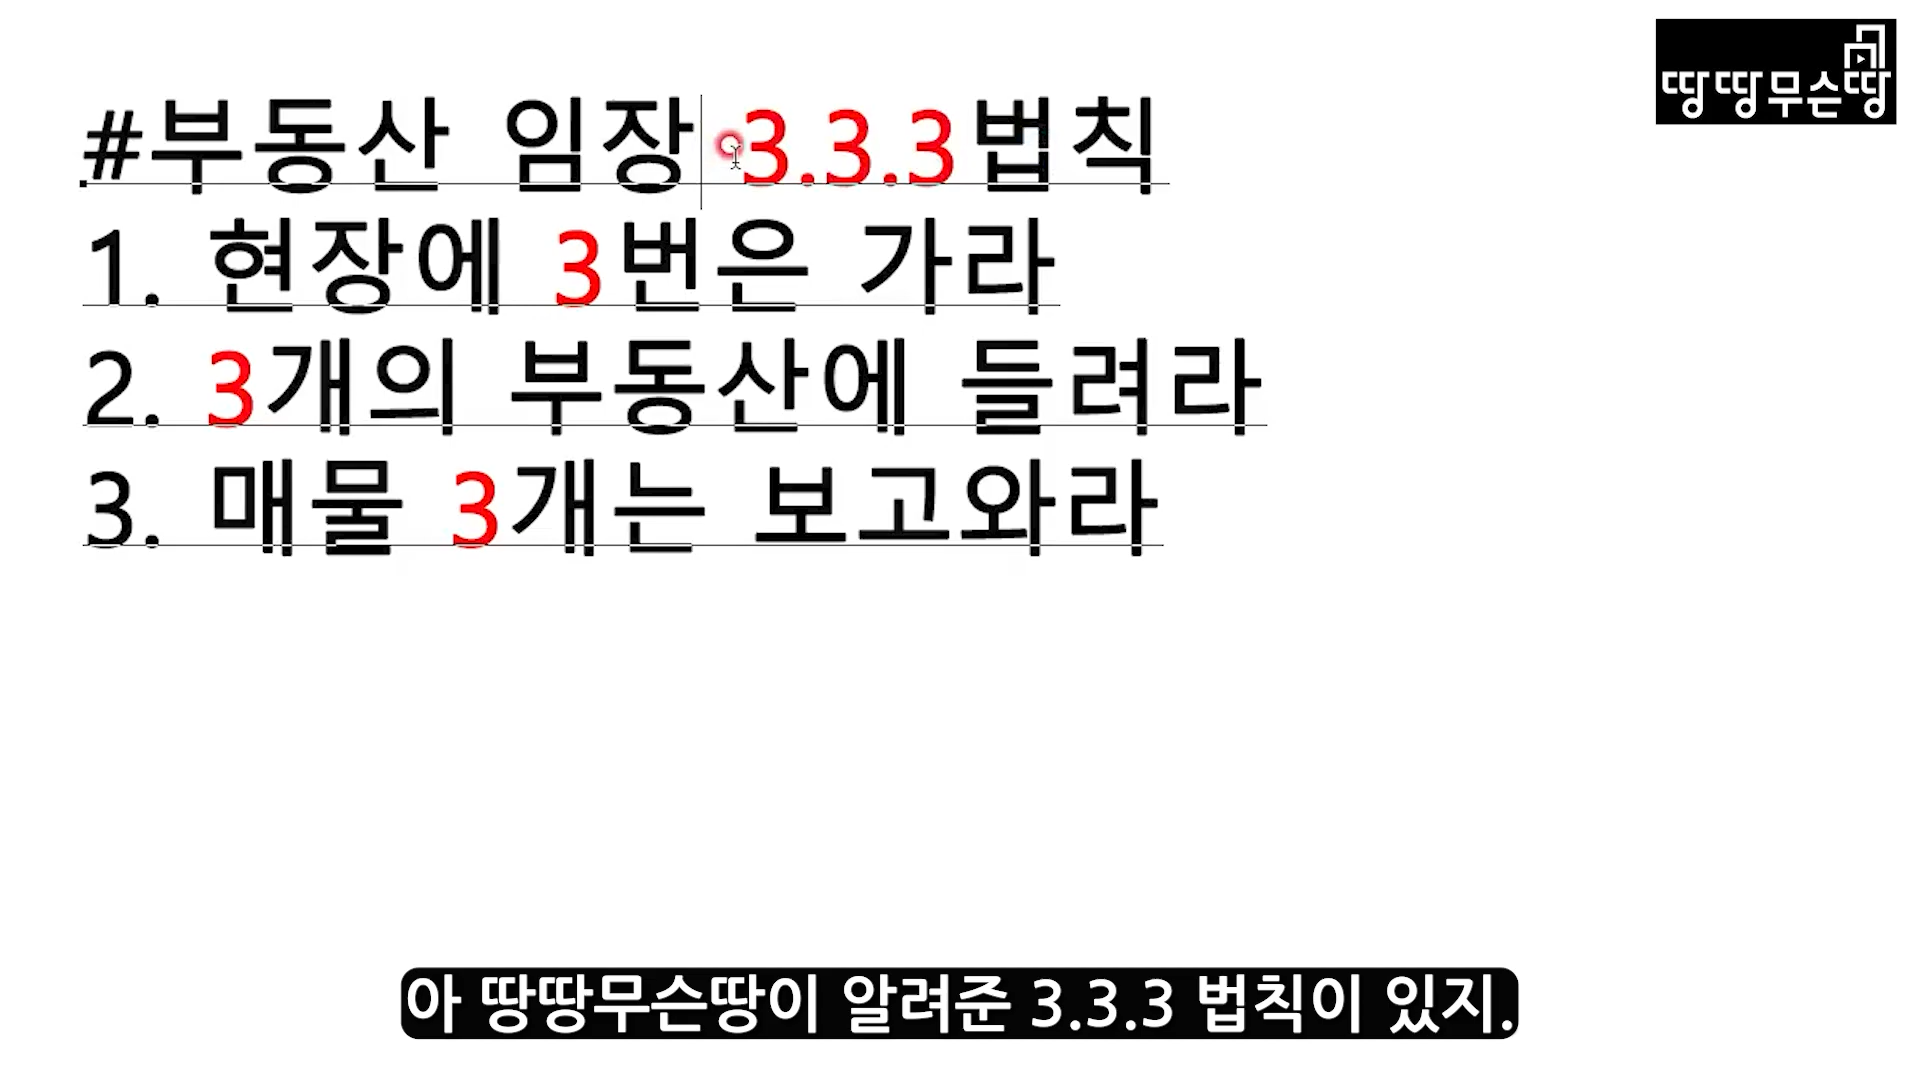 땅땅무슨땅
#부동산 임장 3.3.3법칙
1. 현장에 3번은 가라
2. 3개의 부동산에 들려라
3. 매물 3개는 보고와라
아 땅땅무슨땅이 알려준 3.3.3 법칙이 있지.